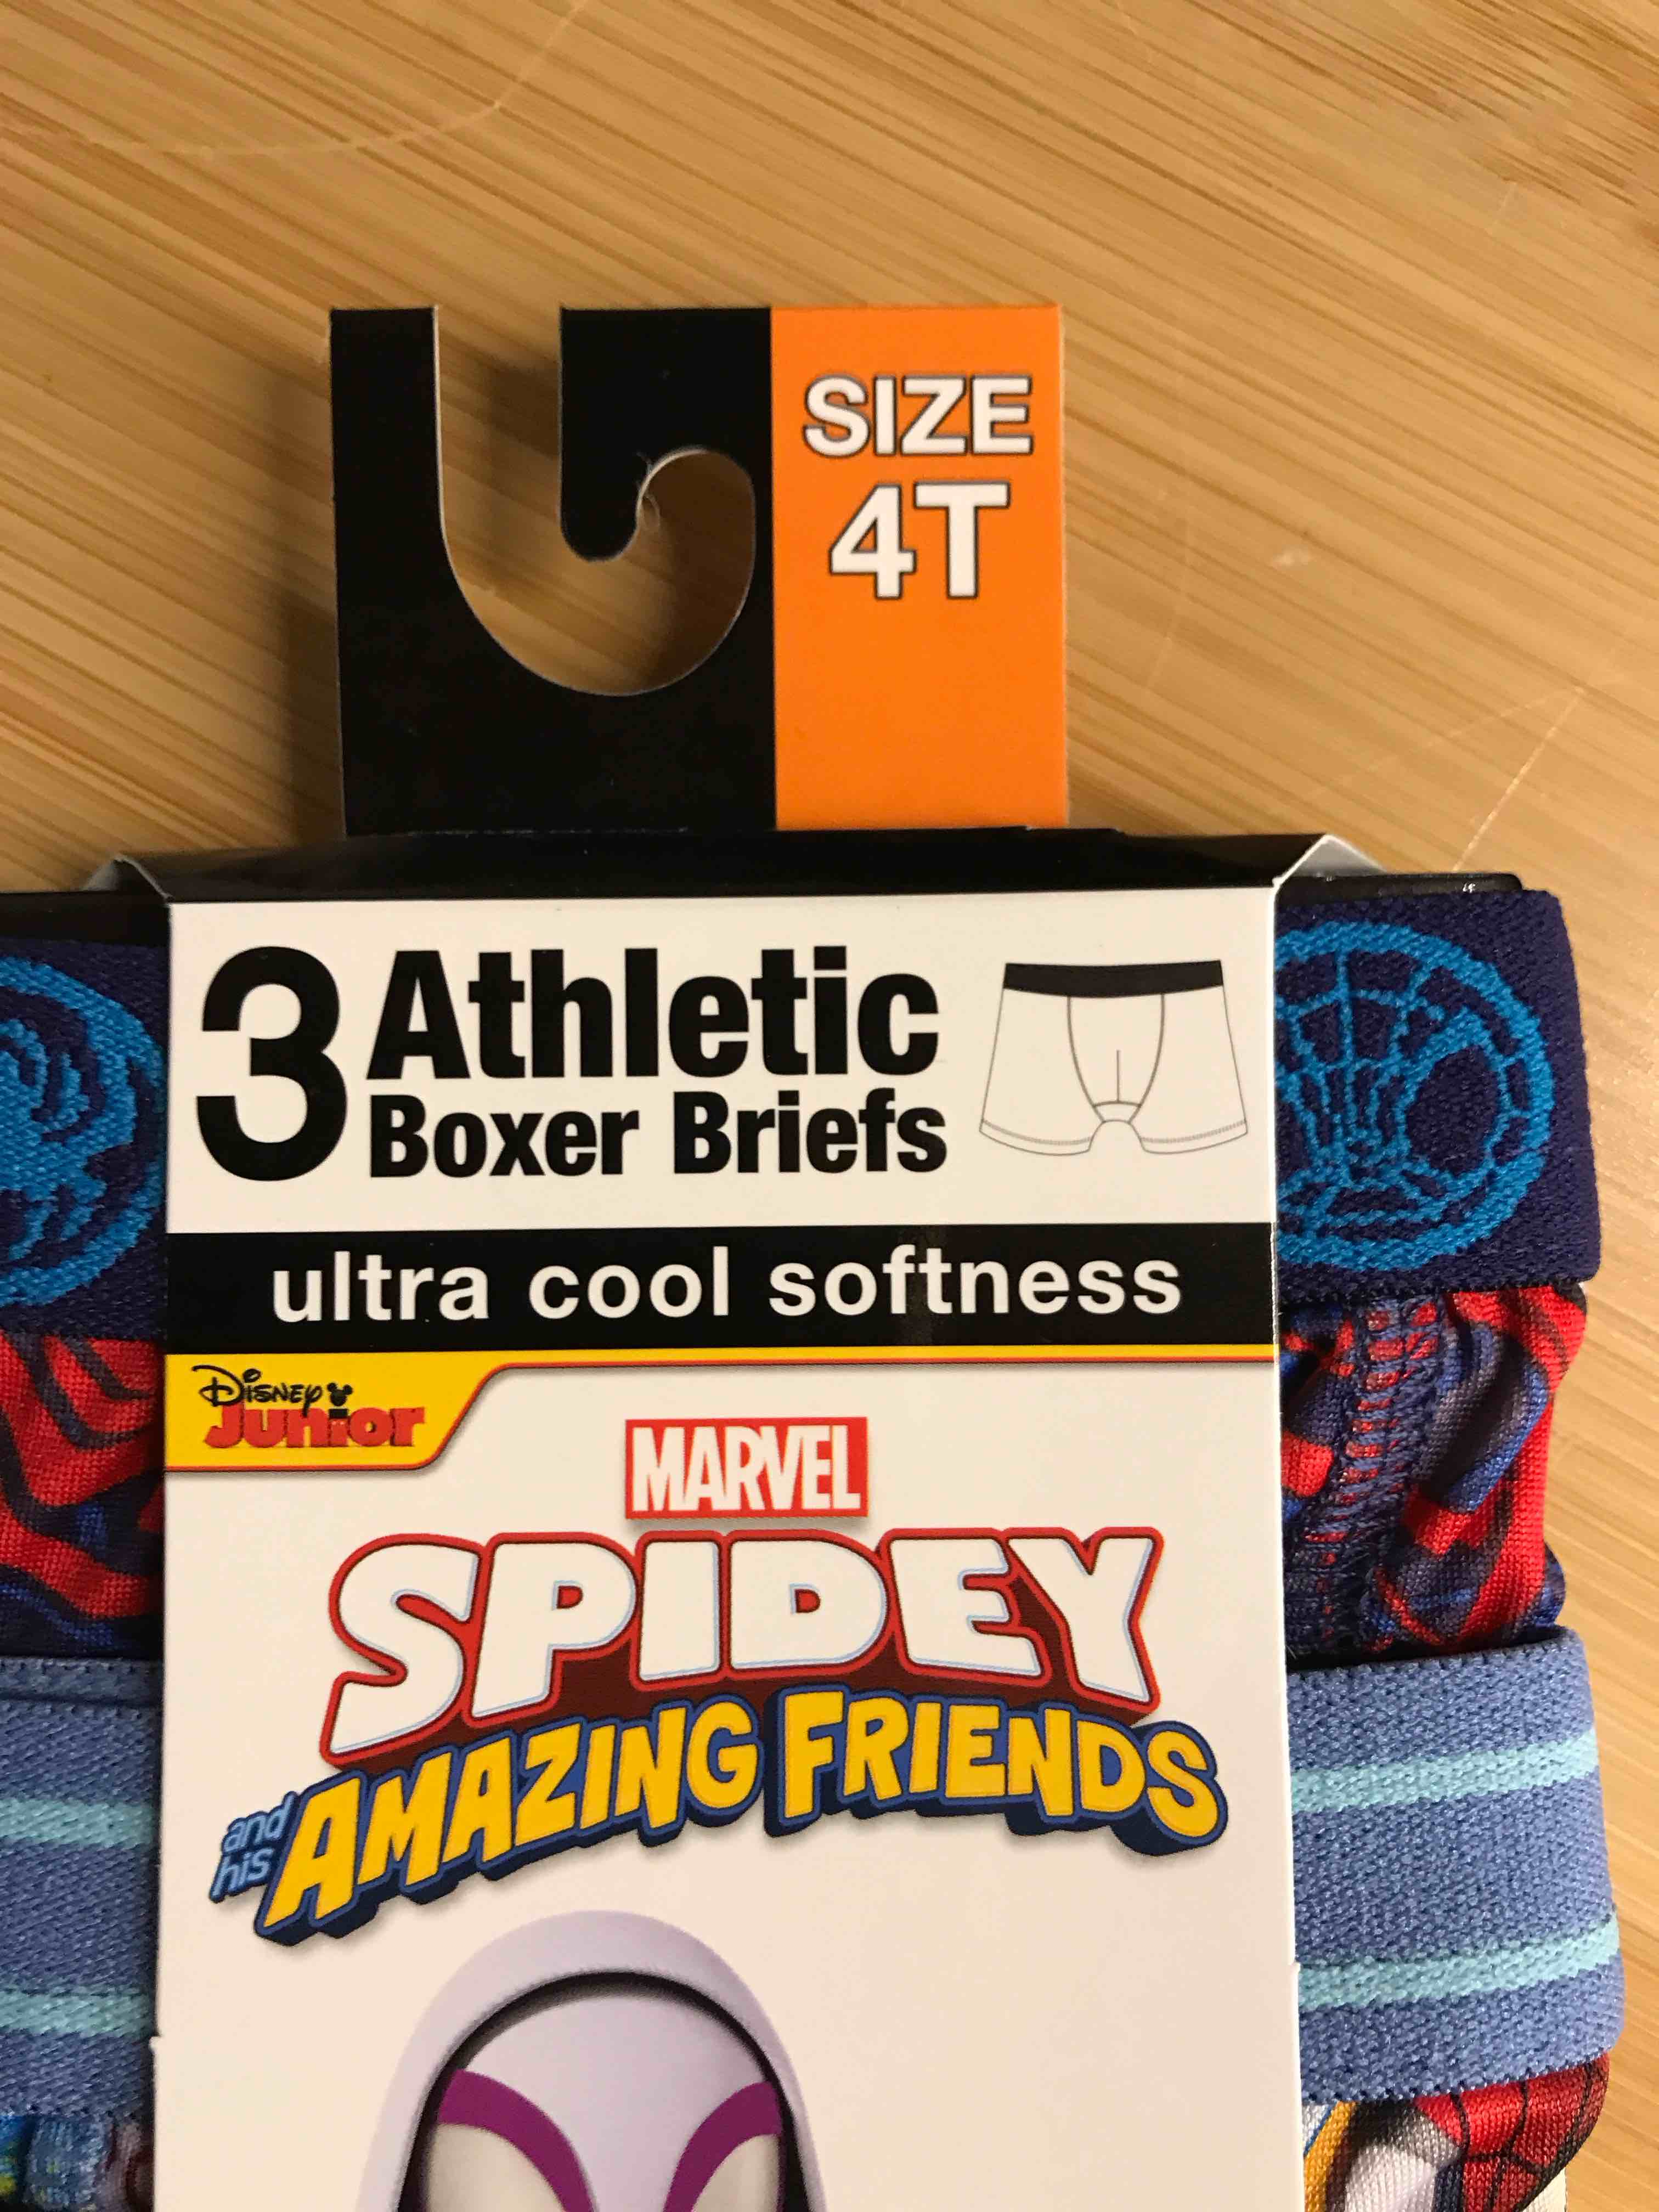 SIZE
4T
3 Athletic
Boxer Briefs
ultra cool softness
Disney
Junior
MARVEL
SPIDEY
and his AMAZING FRIENDS